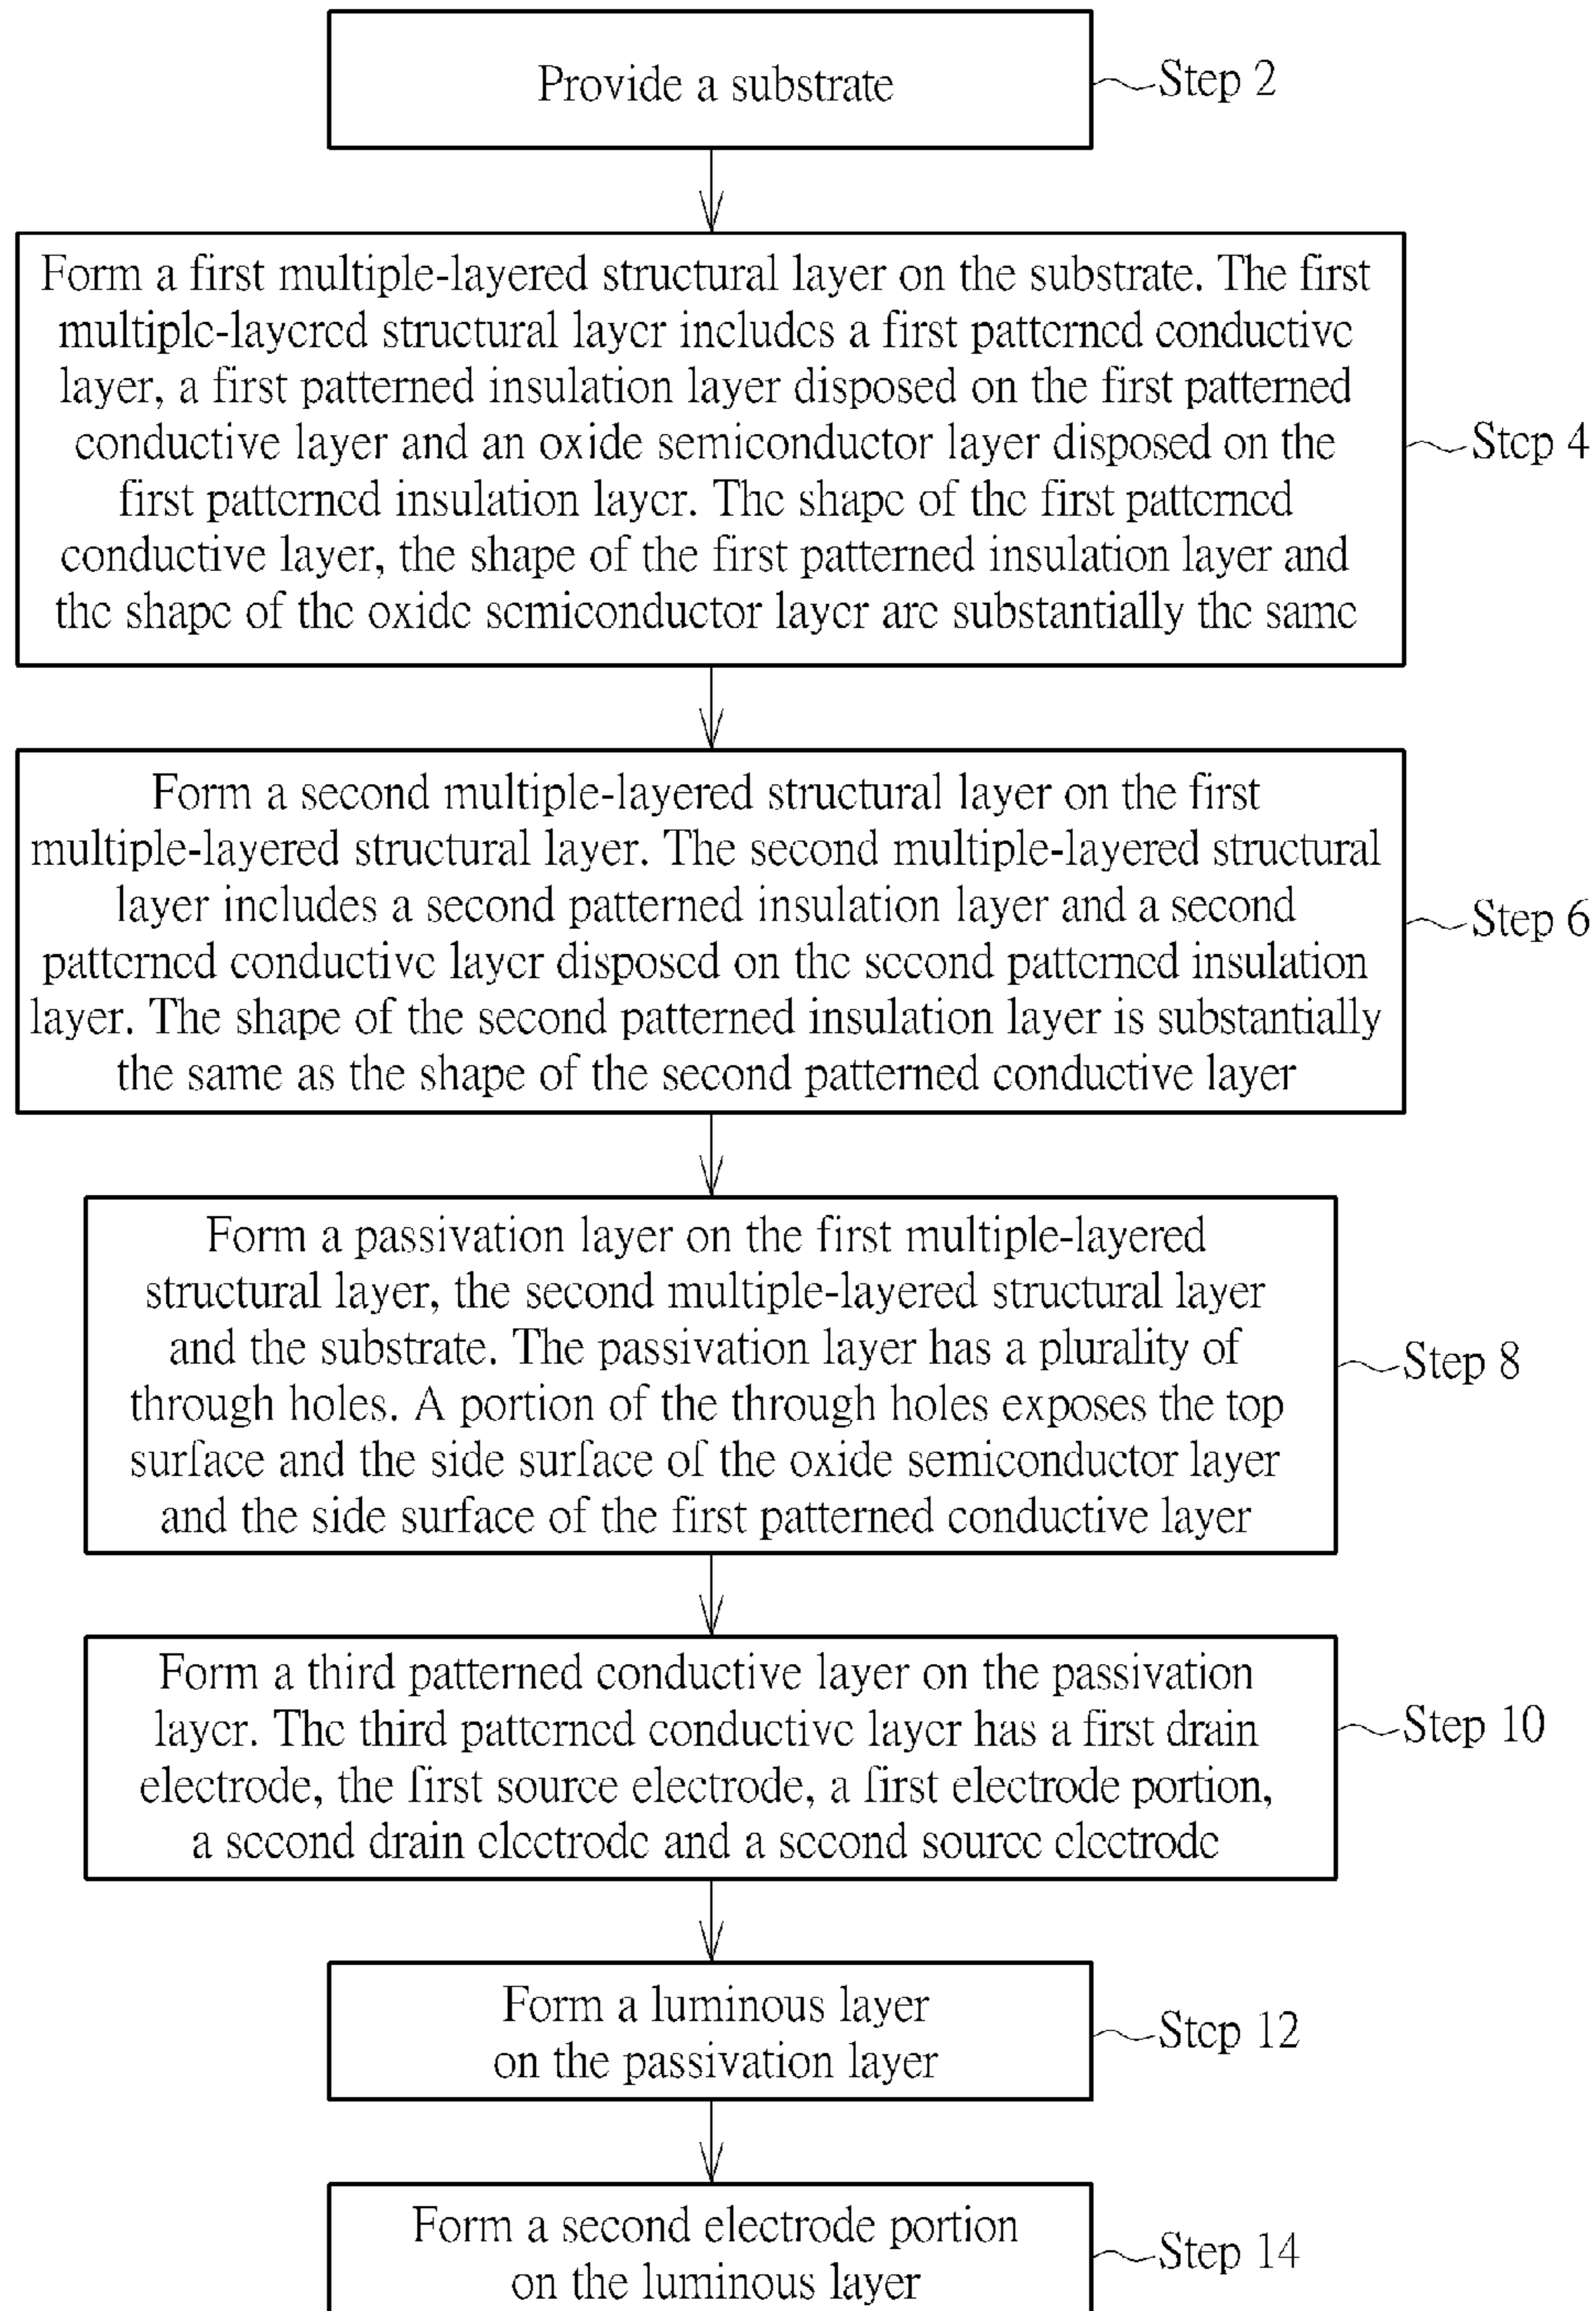 Provide a substrate
Step 2
Form a first multiple-layered structural layer on the substrate. The first
multiple-layered structural layer includes a first patterned conductive
layer, a first patterned insulation layer disposed on the first patterned
conductive layer and an oxide semiconductor layer disposed on the
first patterned insulation layer. The shape of the first patterned
conductive layer, the shape of the first patterned insulation layer and
the shape of the oxide semiconductor layer are substantially the same
Step 4
Form a second multiple-layered structural layer on the first
multiple-layered structural layer. The second multiple-layered structural
layer includes a second patterned insulation layer and a second
patterned conductive layer disposed on the second patterned insulation
layer. The shape of the second patterned insulation layer is substantially
the same as the shape of the second patterned conductive layer
Step 6
Form a passivation layer on the first multiple-layered
structural layer, the second multiple-layered structural layer
and the substrate. The passivation layer has a plurality of
through holes. A portion of the through holes exposes the top
surface and the side surface of the oxide semiconductor layer
and the side surface of the first patterned conductive layer
Step 8
Form a third patterned conductive layer on the passivation
layer. The third patterned conductive layer has a first drain
electrode, the first source electrode, a first electrode portion,
a second drain electrode and a second source electrode
Step 10
Form a luminous layer
on the passivation layer
Step 12
Form a second electrode portion
on the luminous layer
Step 14